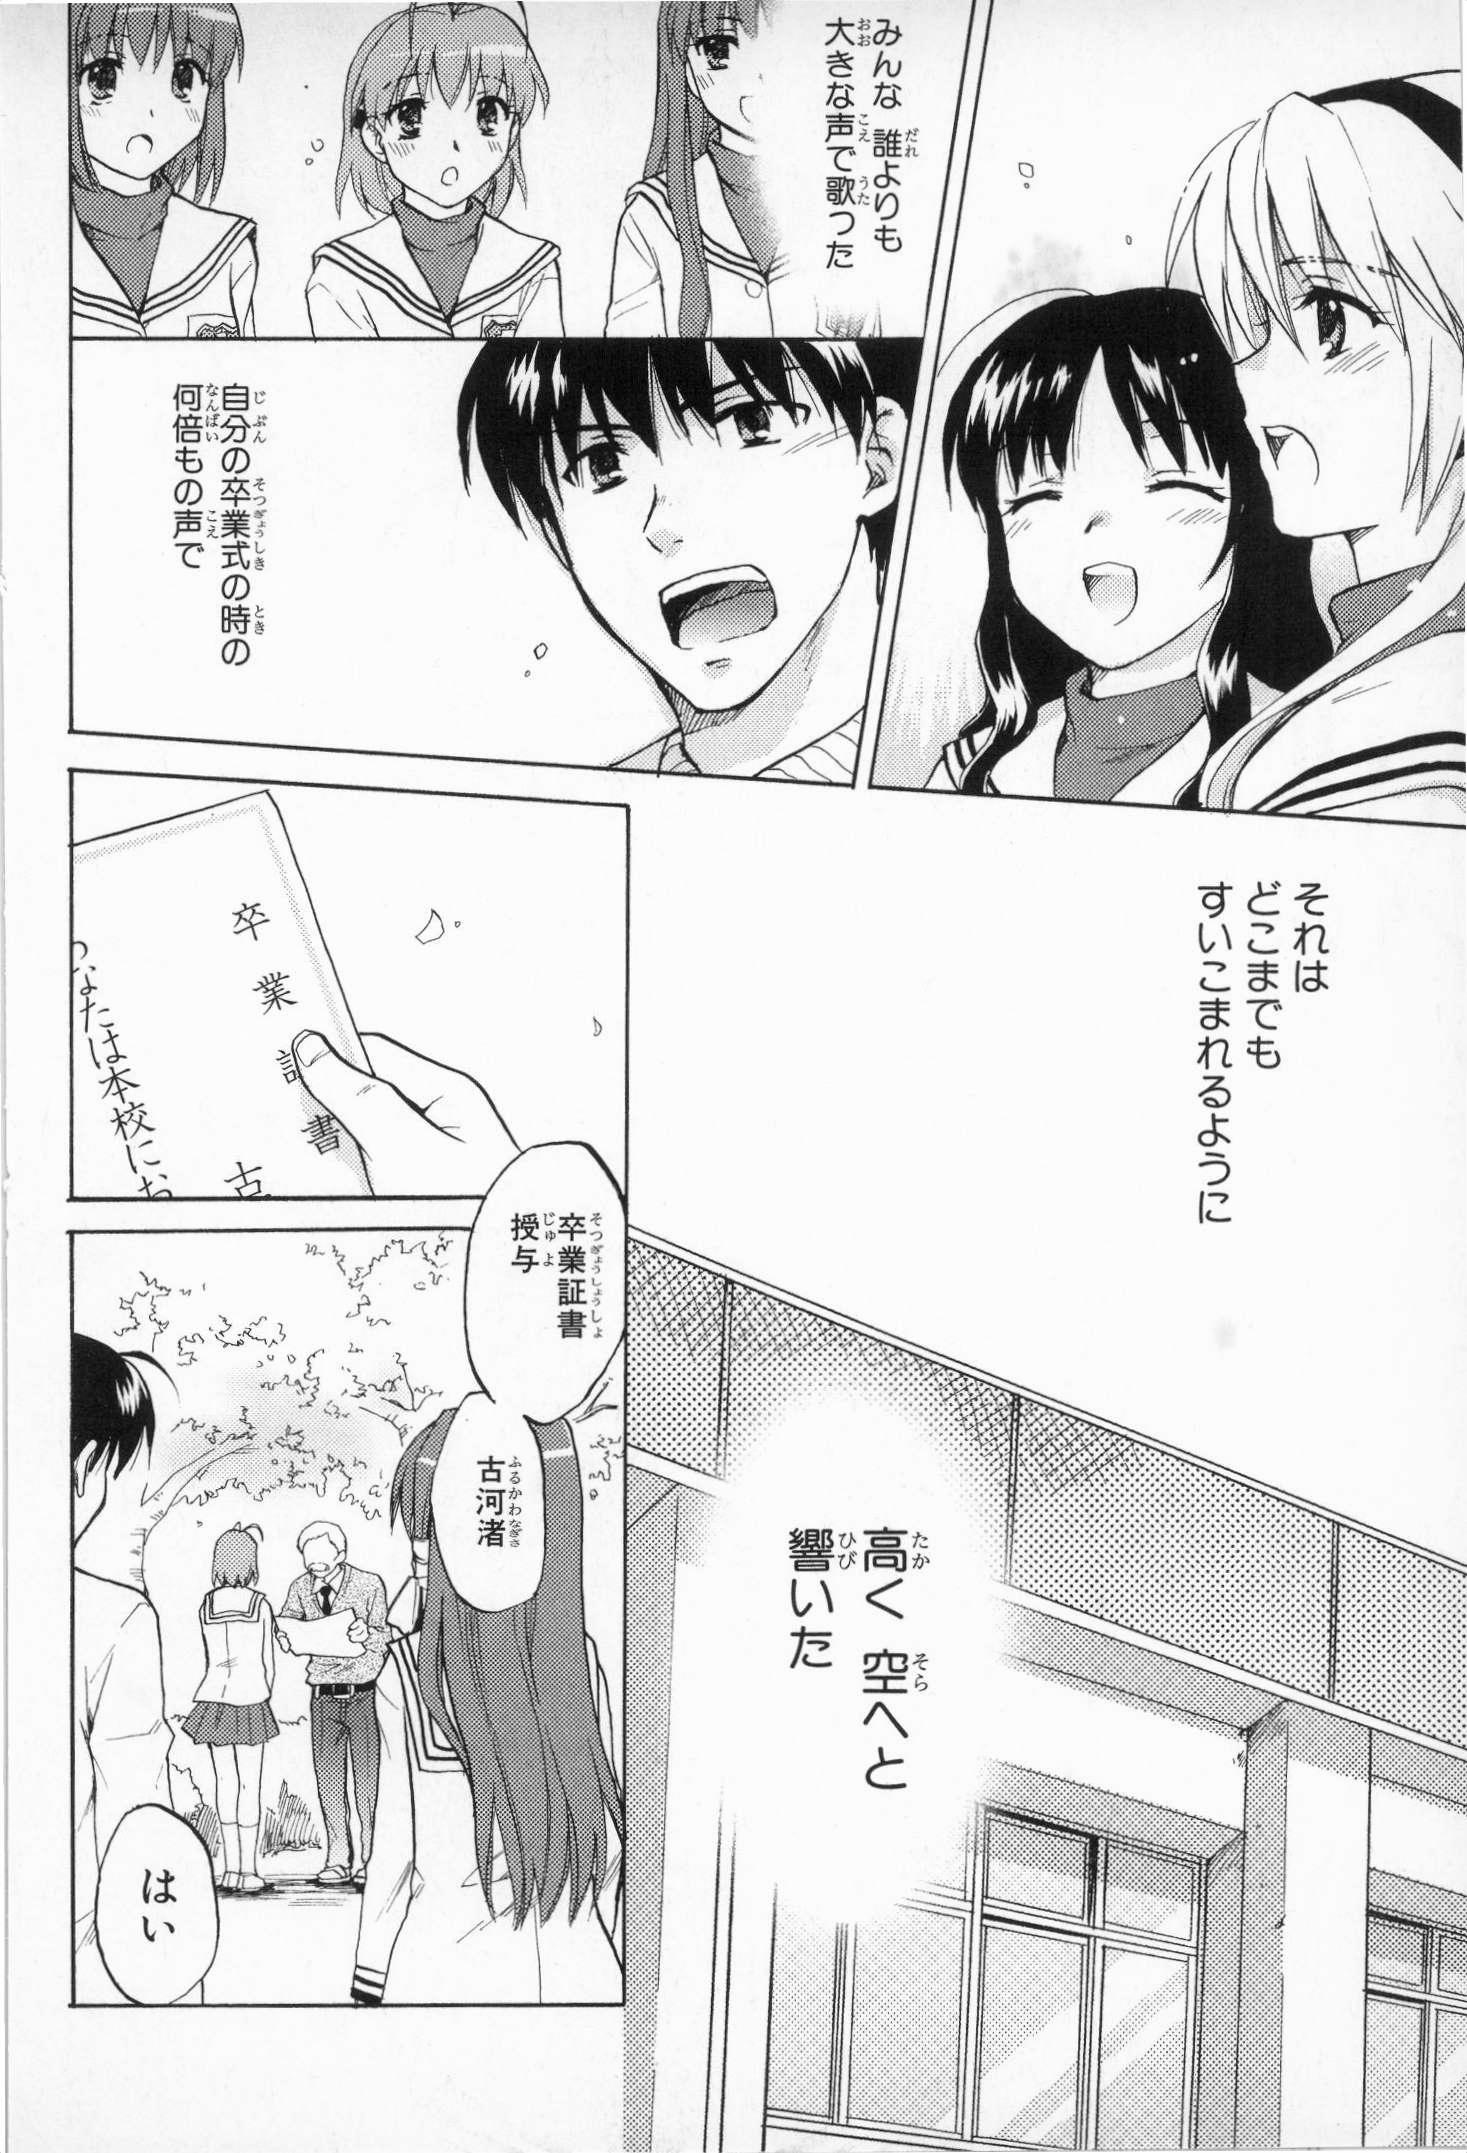 みんな 誰よりも
大きな声で歌った
自分の卒業式の時の
何倍もの声で
それは
どこまでも
すいこまれるように
高く 空へと
響いた
卒業証書
なたは本校にお
古
卒業証書
授与
古河渚
はい